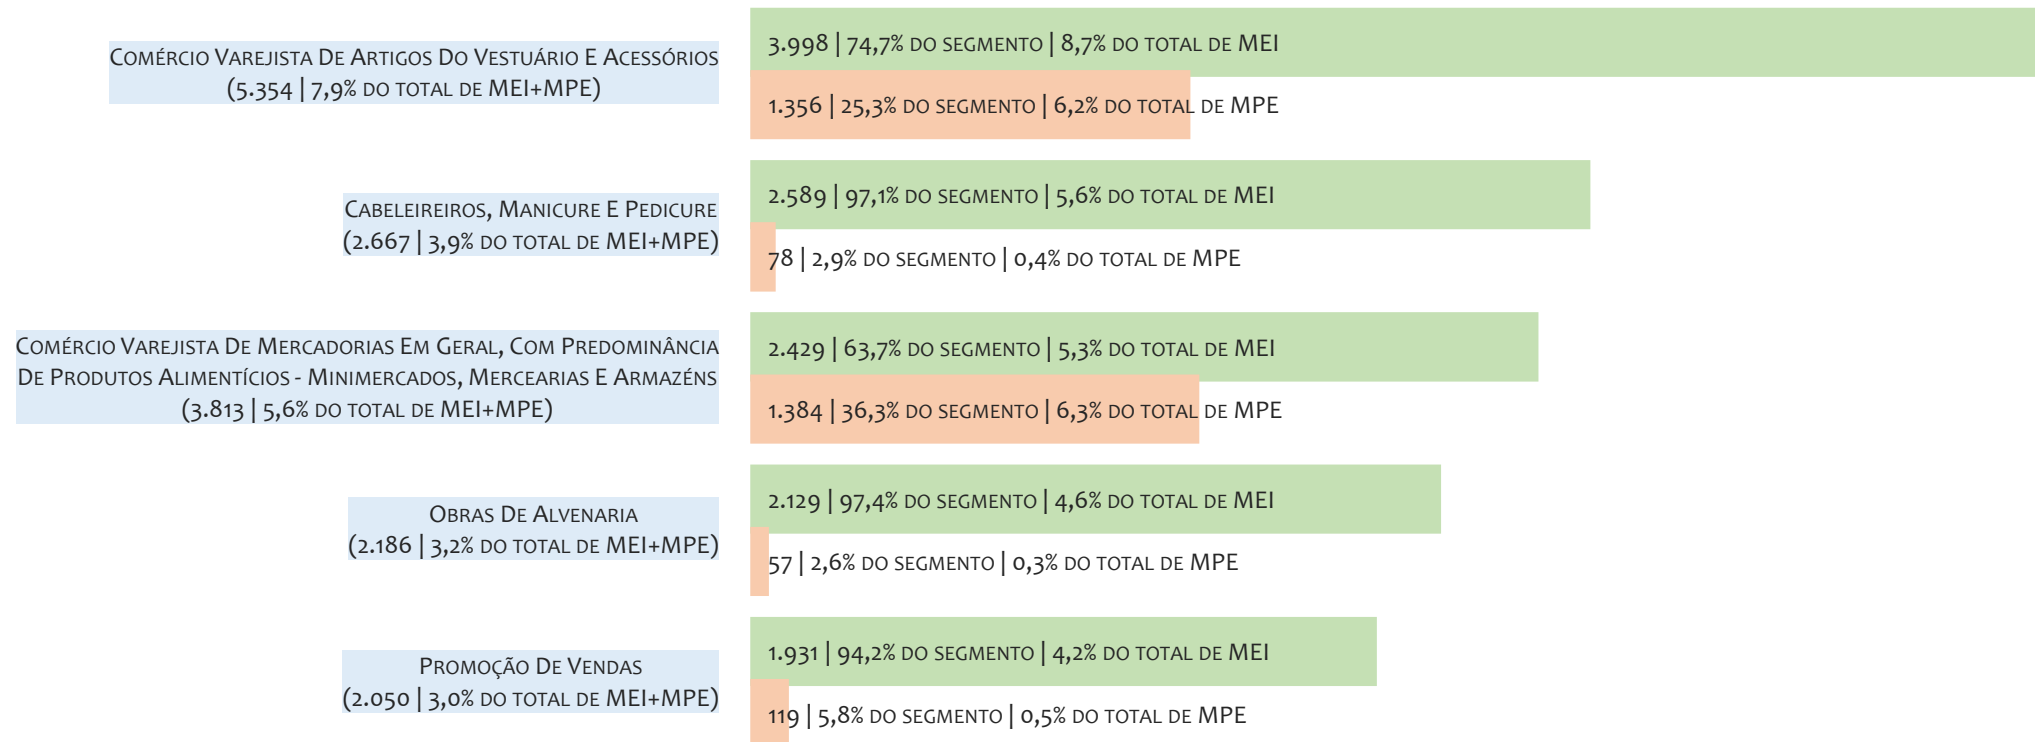 Comércio Varejista De Artigos Do Vestuário E Acessórios
(5.354 | 7,9% do total de MEI+MPE)
3.998 | 74,7% do segmento | 8,7% do total de MEI
1.356 | 25,3% do segmento | 6,2% do total de MPE
Cabeleireiros, Manicure E Pedicure
(2.667 | 3,9% do total de MEI+MPE)
2.589 | 97,1% do segmento | 5,6% do total de MEI
78 | 2,9% do segmento | 0,4% do total de MPE
Comércio Varejista De Mercadorias Em Geral, Com Predominância
De Produtos Alimentícios - Minimercados, Mercearias E Armazéns
(3.813 | 5,6% do total de MEI+MPE)
2.429 | 63,7% do segmento | 5,3% do total de MEI
1.384 | 36,3% do segmento | 6,3% do total de MPE
Obras De Alvenaria
(2.186 | 3,2% do total de MEI+MPE)
2.129 | 97,4% do segmento | 4,6% do total de MEI
57 | 2,6% do segmento | 0,3% do total de MPE
Promoção De Vendas
(2.050 | 3,0% do total de MEI+MPE)
1.931 | 94,2% do segmento | 4,2% do total de MEI
119 | 5,8% do segmento | 0,5% do total de MPE